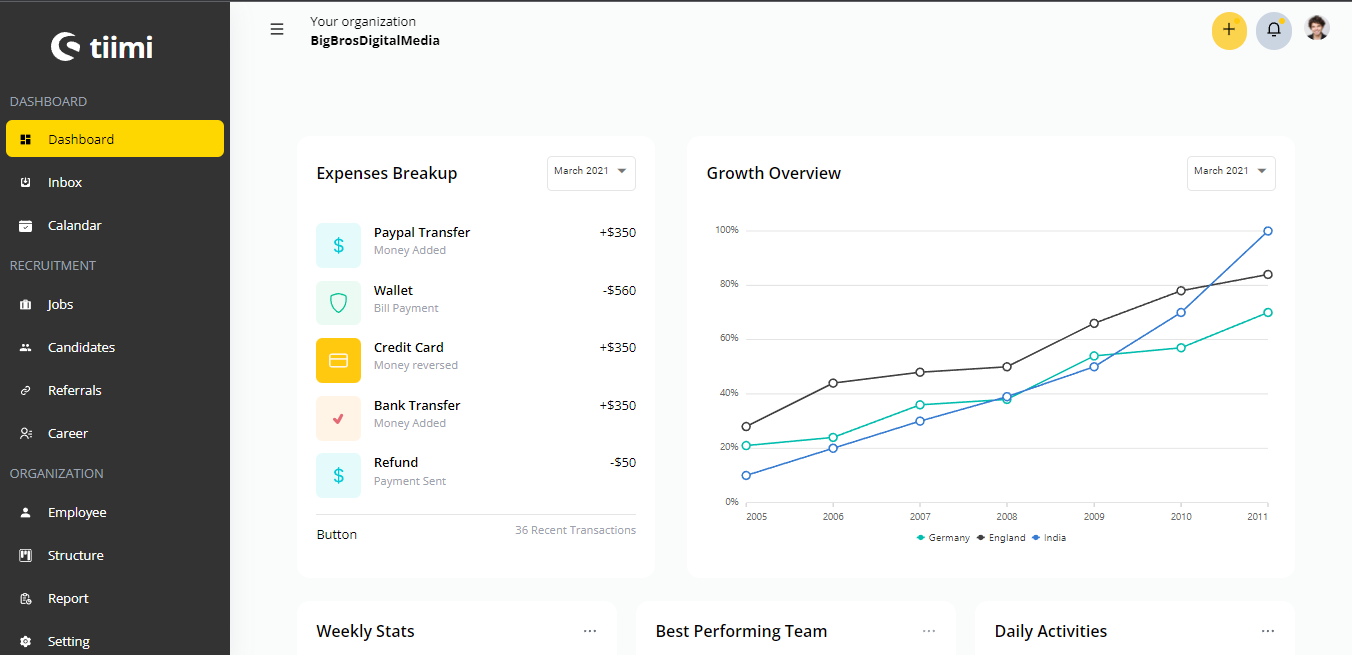 tiimi
DASHBOARD
Dashboard
Inbox
Calandar
RECRUITMENT
Jobs
Candidates
Referrals
Career
ORGANIZATION
Employee
Structure
Report
Setting
Your organization
BigBrosDigitalMedia
Expenses Breakup
March 2021
Paypal Transfer +$350
Money Added
Wallet -$560
Bill Payment
Credit Card +$350
Money reversed
Bank Transfer +$350
Money Added
Refund -$50
Payment Sent
Button 36 Recent Transactions
Growth Overview
March 2021
100%
80%
60%
40%
20%
0%
2005 2006 2007 2008 2009 2010 2011
Germany England India
Weekly Stats
Best Performing Team
Daily Activities